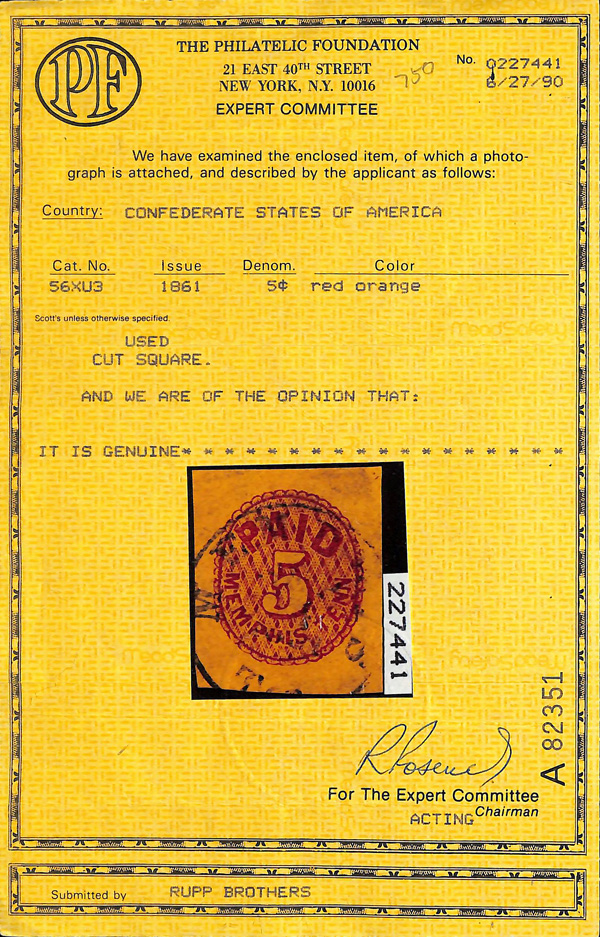 PF
THE PHILATELIC FOUNDATION
21 EAST 40TH STREET
NEW YORK, N.Y. 10016
EXPERT COMMITTEE
750
No. 0227441
6/27/90
We have examined the enclosed item, of which a photo-
graph is attached, and described by the applicant as follows:
Country: CONFEDERATE STATES OF AMERICA
Cat. No. Issue Denom. Color
56XU3 1861 5¢ red orange
Scott's unless otherwise specified.
USED
CUT SQUARE.
AND WE ARE OF THE OPINION THAT:
IT IS GENUINE* * * * * * * * * * * * * * * * * *
PAID
5
MEMPHIS TENN
227441
A 82351
For The Expert Committee
ACTING Chairman
Submitted by RUPP BROTHERS